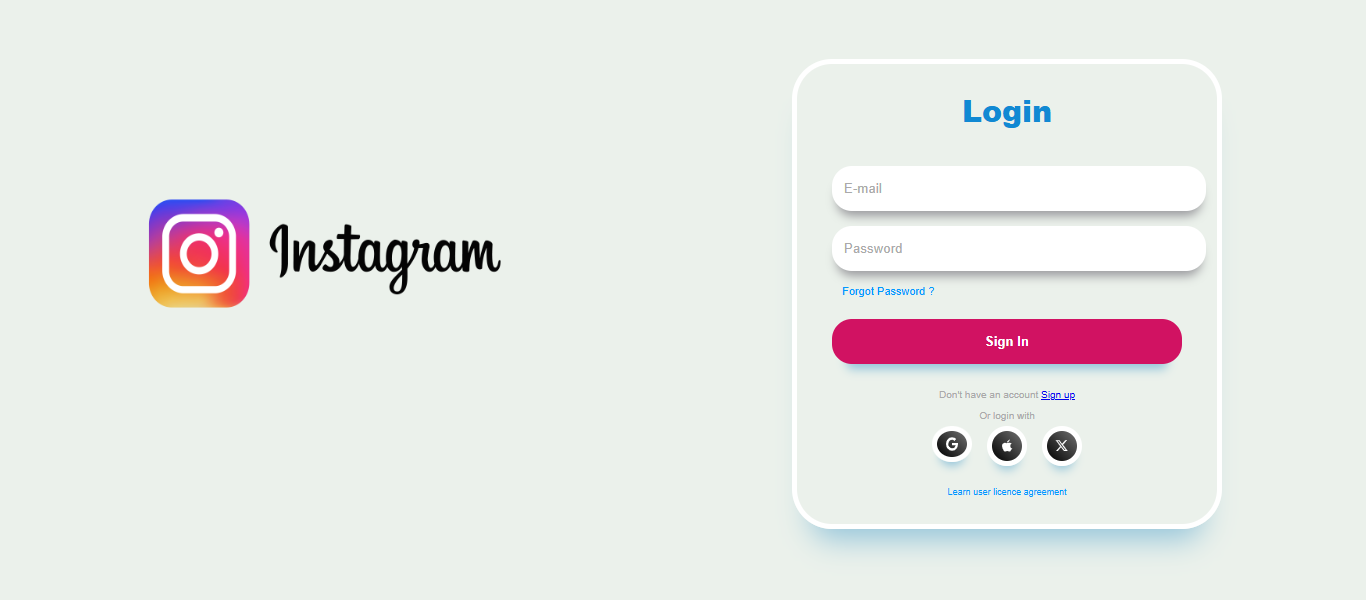 Instagram
Login
E-mail
Password
Forgot Password ?
Sign In
Don't have an account Sign up
Or login with
Learn user licence agreement